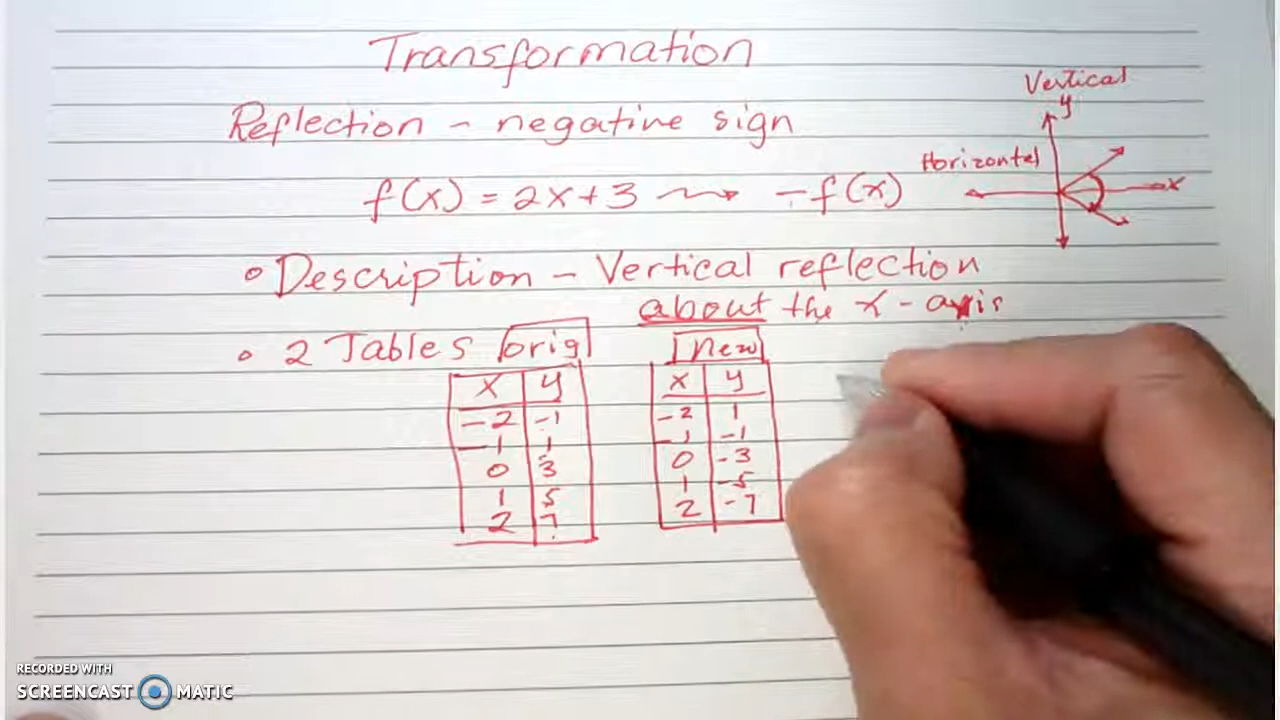 Transformation
Reflection - negative sign
f(x) = 2x+3 ⇝ -f(x)
Vertical
y
Horizontal
x
• Description - Vertical reflection
about the x-axis
• 2 Tables orig new
x y x y
-2 -1 -2 1
-1 1 -1 -1
0 3 0 -3
1 5 1 -5
2 7 2 -7
RECORDED WITH
SCREENCAST MATIC